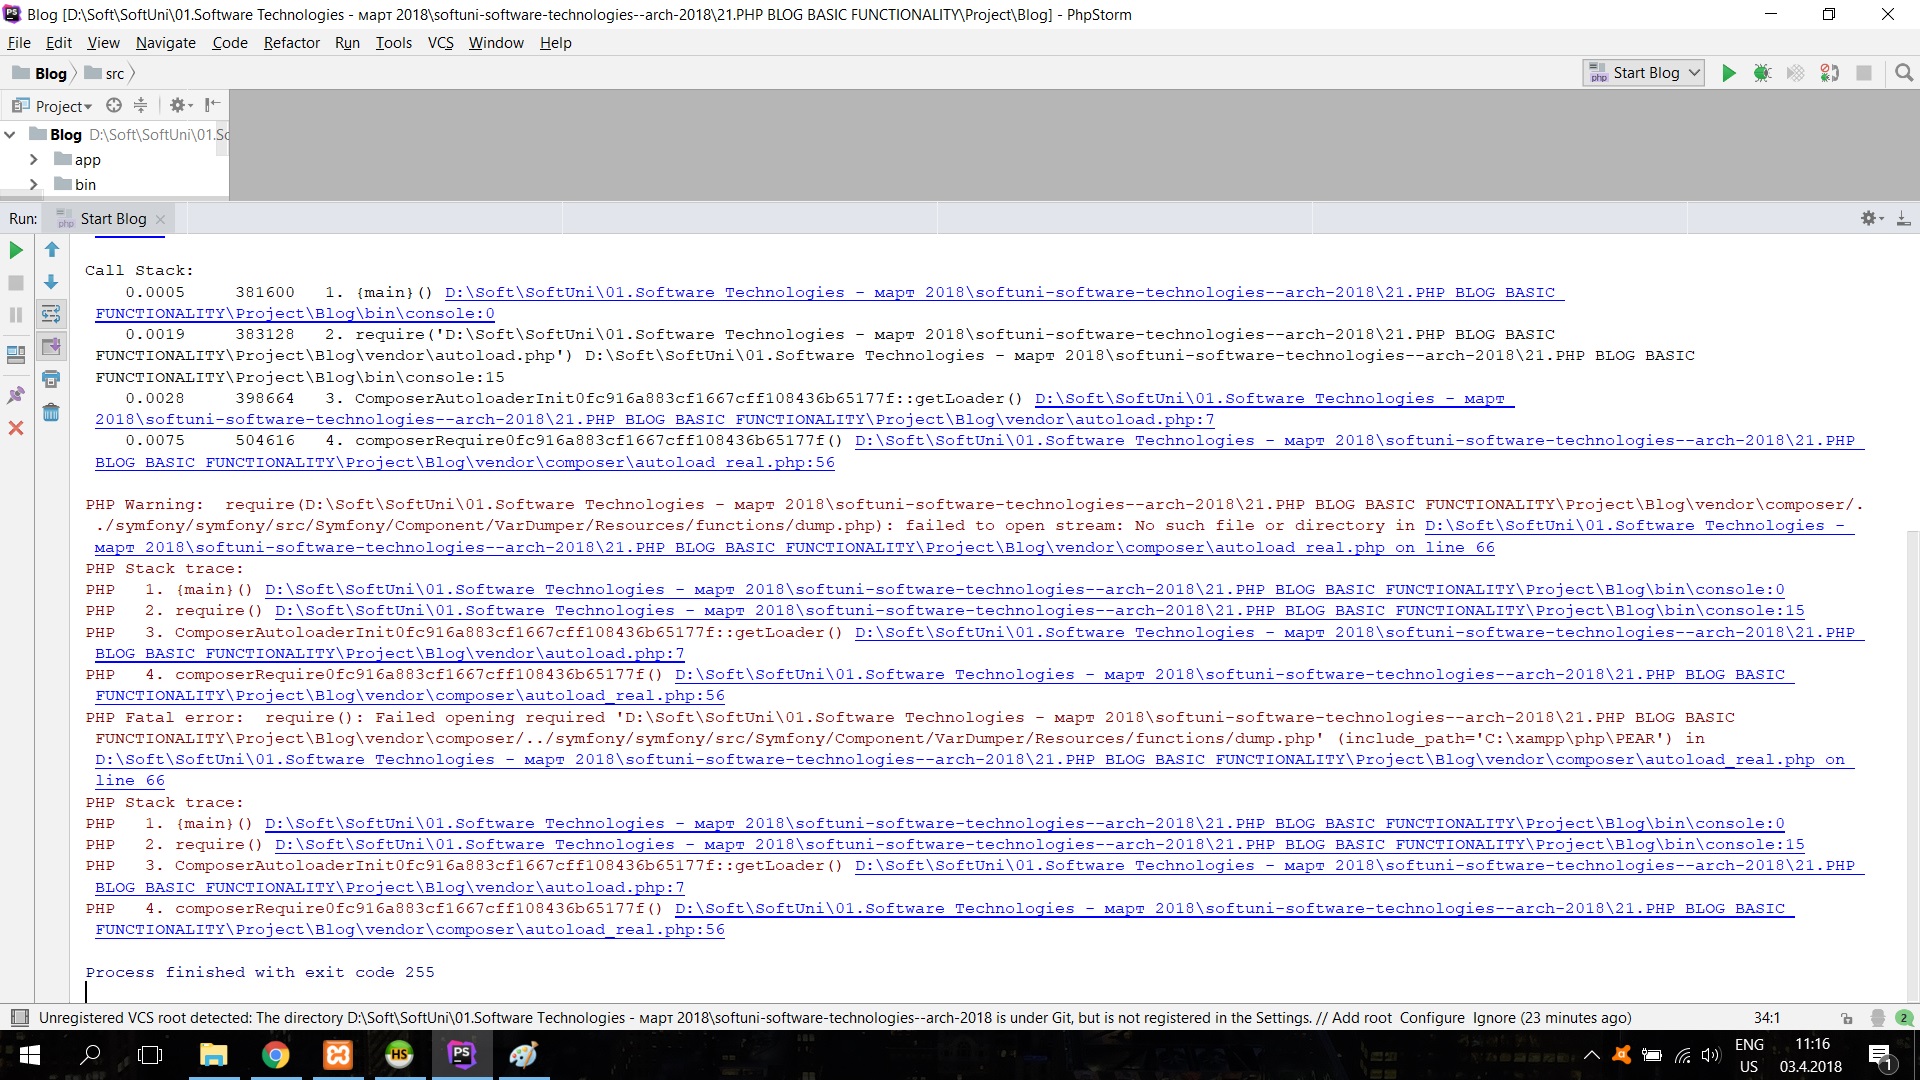 Blog [D:\Soft\SoftUni\01.Software Technologies - март 2018\softuni-software-technologies--arch-2018\21.PHP BLOG BASIC FUNCTIONALITY\Project\Blog] - PhpStorm
File Edit View Navigate Code Refactor Run Tools VCS Window Help
Blog src Start Blog
Project
Blog D:\Soft\SoftUni\01.So
app
bin
Run: Start Blog
Call Stack:
0.0005 381600 1. {main}() D:\Soft\SoftUni\01.Software Technologies - март 2018\softuni-software-technologies--arch-2018\21.PHP BLOG BASIC
FUNCTIONALITY\Project\Blog\bin\console:0
0.0019 383128 2. require('D:\Soft\SoftUni\01.Software Technologies - март 2018\softuni-software-technologies--arch-2018\21.PHP BLOG BASIC
FUNCTIONALITY\Project\Blog\vendor\autoload.php') D:\Soft\SoftUni\01.Software Technologies - март 2018\softuni-software-technologies--arch-2018\21.PHP BLOG BASIC
FUNCTIONALITY\Project\Blog\bin\console:15
0.0028 398664 3. ComposerAutoloaderInit0fc916a883cf1667cff108436b65177f::getLoader() D:\Soft\SoftUni\01.Software Technologies - март
2018\softuni-software-technologies--arch-2018\21.PHP BLOG BASIC FUNCTIONALITY\Project\Blog\vendor\autoload.php:7
0.0075 504616 4. composerRequire0fc916a883cf1667cff108436b65177f() D:\Soft\SoftUni\01.Software Technologies - март 2018\softuni-software-technologies--arch-2018\21.PHP
BLOG BASIC FUNCTIONALITY\Project\Blog\vendor\composer\autoload_real.php:56
PHP Warning:  require(D:\Soft\SoftUni\01.Software Technologies - март 2018\softuni-software-technologies--arch-2018\21.PHP BLOG BASIC FUNCTIONALITY\Project\Blog\vendor\composer/.
./symfony/symfony/src/Symfony/Component/VarDumper/Resources/functions/dump.php): failed to open stream: No such file or directory in D:\Soft\SoftUni\01.Software Technologies -
март 2018\softuni-software-technologies--arch-2018\21.PHP BLOG BASIC FUNCTIONALITY\Project\Blog\vendor\composer\autoload_real.php on line 66
PHP Stack trace:
PHP   1. {main}() D:\Soft\SoftUni\01.Software Technologies - март 2018\softuni-software-technologies--arch-2018\21.PHP BLOG BASIC FUNCTIONALITY\Project\Blog\bin\console:0
PHP   2. require() D:\Soft\SoftUni\01.Software Technologies - март 2018\softuni-software-technologies--arch-2018\21.PHP BLOG BASIC FUNCTIONALITY\Project\Blog\bin\console:15
PHP   3. ComposerAutoloaderInit0fc916a883cf1667cff108436b65177f::getLoader() D:\Soft\SoftUni\01.Software Technologies - март 2018\softuni-software-technologies--arch-2018\21.PHP
BLOG BASIC FUNCTIONALITY\Project\Blog\vendor\autoload.php:7
PHP   4. composerRequire0fc916a883cf1667cff108436b65177f() D:\Soft\SoftUni\01.Software Technologies - март 2018\softuni-software-technologies--arch-2018\21.PHP BLOG BASIC
FUNCTIONALITY\Project\Blog\vendor\composer\autoload_real.php:56
PHP Fatal error:  require(): Failed opening required 'D:\Soft\SoftUni\01.Software Technologies - март 2018\softuni-software-technologies--arch-2018\21.PHP BLOG BASIC
FUNCTIONALITY\Project\Blog\vendor\composer/../symfony/symfony/src/Symfony/Component/VarDumper/Resources/functions/dump.php' (include_path='C:\xampp\php\PEAR') in
D:\Soft\SoftUni\01.Software Technologies - март 2018\softuni-software-technologies--arch-2018\21.PHP BLOG BASIC FUNCTIONALITY\Project\Blog\vendor\composer\autoload_real.php on
line 66
PHP Stack trace:
PHP   1. {main}() D:\Soft\SoftUni\01.Software Technologies - март 2018\softuni-software-technologies--arch-2018\21.PHP BLOG BASIC FUNCTIONALITY\Project\Blog\bin\console:0
PHP   2. require() D:\Soft\SoftUni\01.Software Technologies - март 2018\softuni-software-technologies--arch-2018\21.PHP BLOG BASIC FUNCTIONALITY\Project\Blog\bin\console:15
PHP   3. ComposerAutoloaderInit0fc916a883cf1667cff108436b65177f::getLoader() D:\Soft\SoftUni\01.Software Technologies - март 2018\softuni-software-technologies--arch-2018\21.PHP
BLOG BASIC FUNCTIONALITY\Project\Blog\vendor\autoload.php:7
PHP   4. composerRequire0fc916a883cf1667cff108436b65177f() D:\Soft\SoftUni\01.Software Technologies - март 2018\softuni-software-technologies--arch-2018\21.PHP BLOG BASIC
FUNCTIONALITY\Project\Blog\vendor\composer\autoload_real.php:56
Process finished with exit code 255
Unregistered VCS root detected: The directory D:\Soft\SoftUni\01.Software Technologies - март 2018\softuni-software-technologies--arch-2018 is under Git, but is not registered in the Settings. // Add root  Configure  Ignore (23 minutes ago) 34:1 2
HS PS ENG 11:16
US 03.4.2018 1